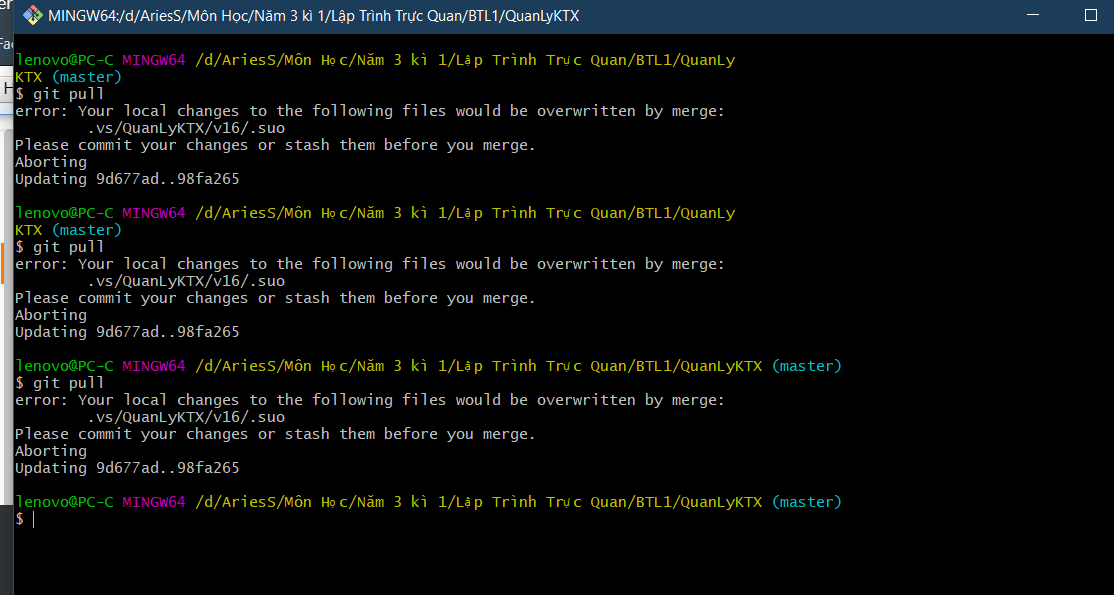 er
MINGW64:/d/AriesS/Môn Học/Năm 3 kì 1/Lập Trình Trực Quan/BTL1/QuanLyKTX
Fac
H
lenovo@PC-C MINGW64 /d/AriesS/Môn Học/Năm 3 kì 1/Lập Trình Trực Quan/BTL1/QuanLy
KTX (master)
$ git pull
error: Your local changes to the following files would be overwritten by merge:
        .vs/QuanLyKTX/v16/.suo
Please commit your changes or stash them before you merge.
Aborting
Updating 9d677ad..98fa265
lenovo@PC-C MINGW64 /d/AriesS/Môn Học/Năm 3 kì 1/Lập Trình Trực Quan/BTL1/QuanLy
KTX (master)
$ git pull
error: Your local changes to the following files would be overwritten by merge:
        .vs/QuanLyKTX/v16/.suo
Please commit your changes or stash them before you merge.
Aborting
Updating 9d677ad..98fa265
lenovo@PC-C MINGW64 /d/AriesS/Môn Học/Năm 3 kì 1/Lập Trình Trực Quan/BTL1/QuanLyKTX (master)
$ git pull
error: Your local changes to the following files would be overwritten by merge:
        .vs/QuanLyKTX/v16/.suo
Please commit your changes or stash them before you merge.
Aborting
Updating 9d677ad..98fa265
lenovo@PC-C MINGW64 /d/AriesS/Môn Học/Năm 3 kì 1/Lập Trình Trực Quan/BTL1/QuanLyKTX (master)
$